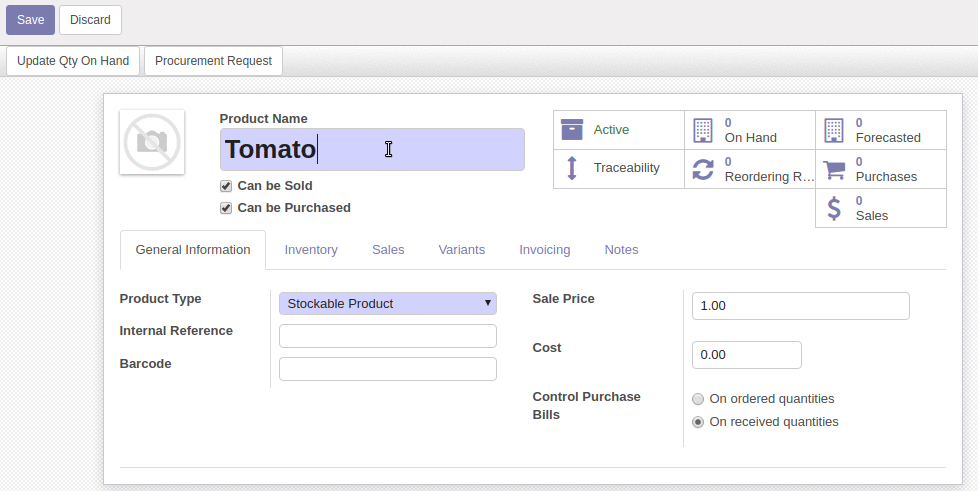 Save Discard
Update Qty On Hand Procurement Request
Product Name
Tomato
Can be Sold
Can be Purchased
Active
0
On Hand
0
Forecasted
Traceability
0
Reordering R...
0
Purchases
0
Sales
General Information Inventory Sales Variants Invoicing Notes
Product Type Stockable Product
Internal Reference
Barcode
Sale Price 1.00
Cost 0.00
Control Purchase
Bills
On ordered quantities
On received quantities